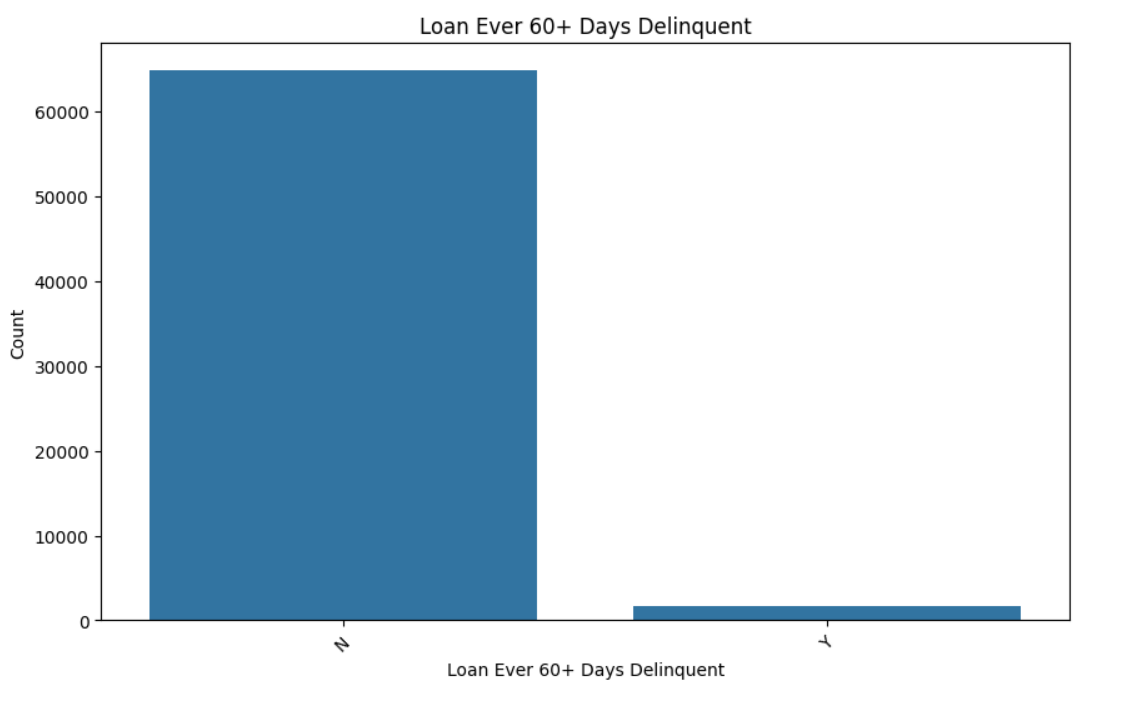 Loan Ever 60+ Days Delinquent
60000
50000
40000
30000
20000
10000
0
Count
N
Y
Loan Ever 60+ Days Delinquent